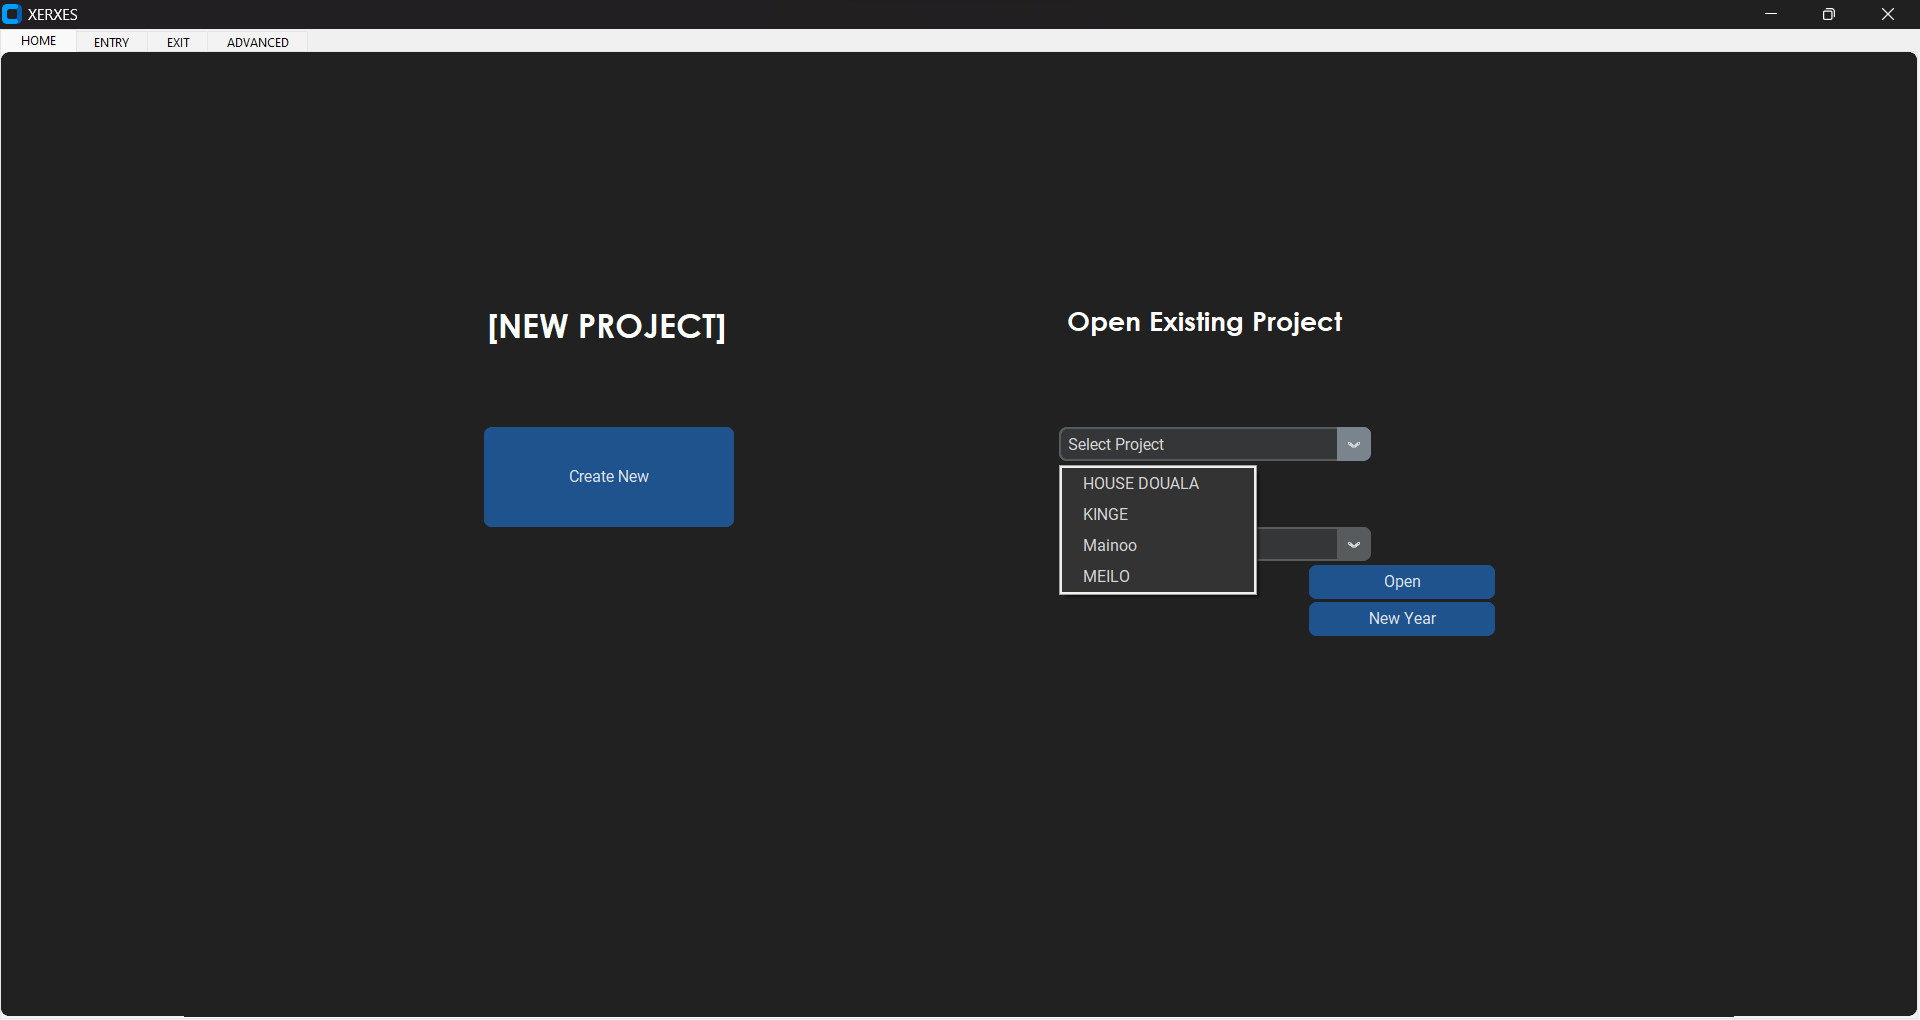 XERXES
HOME ENTRY EXIT ADVANCED
[NEW PROJECT]
Create New
Open Existing Project
Select Project
HOUSE DOUALA
KINGE
Mainoo
MEILO
Open
New Year